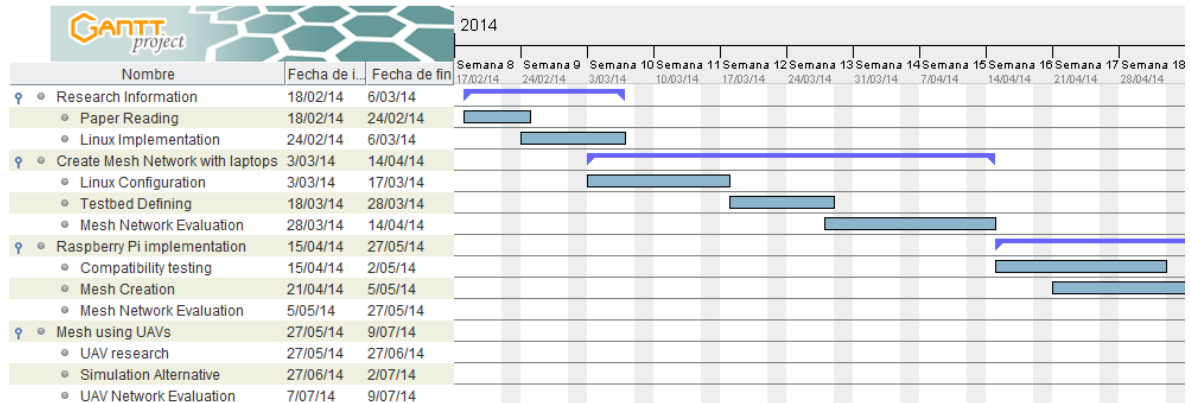 GANTT
project
2014
Semana 8 Semana 9 Semana 10 Semana 11 Semana 12 Semana 13 Semana 14 Semana 15 Semana 16 Semana 17 Semana 18
Nombre Fecha de i... Fecha de fin 17/02/14 24/02/14 3/03/14 10/03/14 17/03/14 24/03/14 31/03/14 7/04/14 14/04/14 21/04/14 28/04/14
Research Information 18/02/14 6/03/14
Paper Reading 18/02/14 24/02/14
Linux Implementation 24/02/14 6/03/14
Create Mesh Network with laptops 3/03/14 14/04/14
Linux Configuration 3/03/14 17/03/14
Testbed Defining 18/03/14 28/03/14
Mesh Network Evaluation 28/03/14 14/04/14
Raspberry Pi implementation 15/04/14 27/05/14
Compatibility testing 15/04/14 2/05/14
Mesh Creation 21/04/14 5/05/14
Mesh Network Evaluation 5/05/14 27/05/14
Mesh using UAVs 27/05/14 9/07/14
UAV research 27/05/14 27/06/14
Simulation Alternative 27/06/14 2/07/14
UAV Network Evaluation 7/07/14 9/07/14